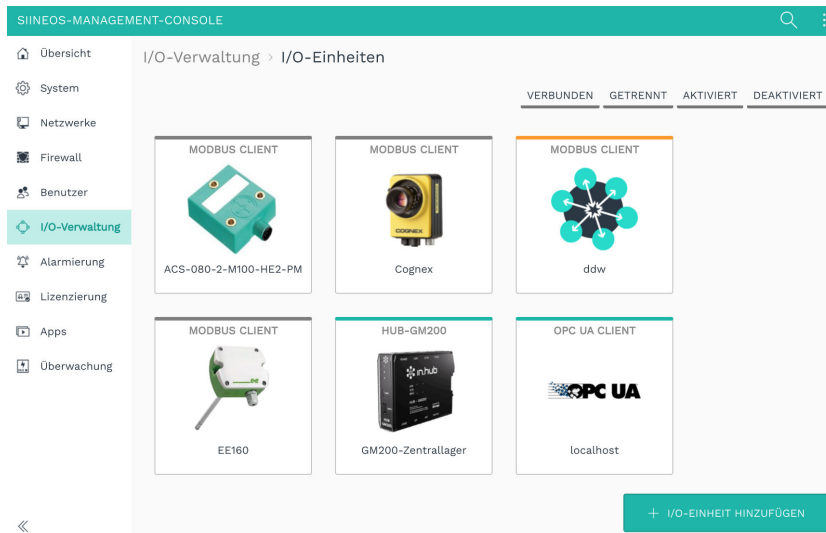 SIINEOS-MANAGEMENT-CONSOLE
Übersicht
System
Netzwerke
Firewall
Benutzer
I/O-Verwaltung
Alarmierung
Lizenzierung
Apps
Überwachung
I/O-Verwaltung > I/O-Einheiten
VERBUNDEN GETRENNT AKTIVIERT DEAKTIVIERT
MODBUS CLIENT
ACS-080-2-M100-HE2-PM
MODBUS CLIENT
COGNEX
Cognex
MODBUS CLIENT
ddw
MODBUS CLIENT
EE160
HUB-GM200
in.hub
GM200-Zentrallager
OPC UA CLIENT
OPC UA
localhost
+ I/O-EINHEIT HINZUFÜGEN